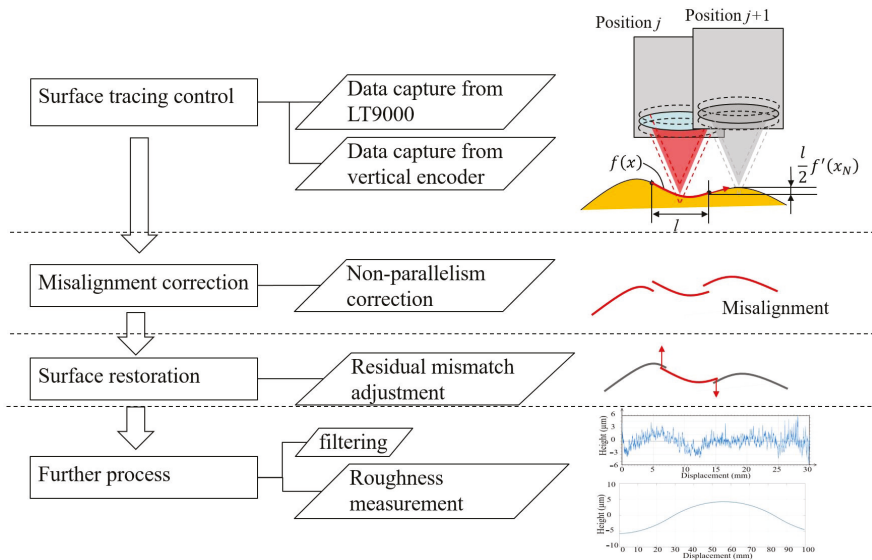 Position j
Position j+1
Surface tracing control
Data capture from
LT9000
Data capture from
vertical encoder
f(x)
l/2 f′(x_N)
l
Misalignment correction
Non-parallelism
correction
Misalignment
Surface restoration
Residual mismatch
adjustment
Further process
filtering
Roughness
measurement
Height (μm)
6
3
0
-3
-6
0 5 10 15 20 25 30
Displacement (mm)
Height (μm)
10
5
0
-5
-10
0 10 20 30 40 50 60 70 80 90 100
Displacement (mm)